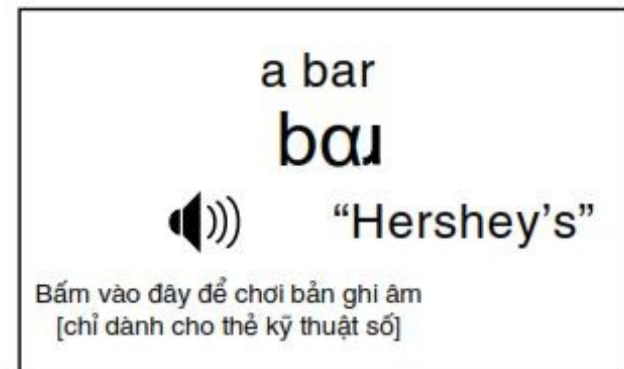 a bar
bɑɹ
“Hershey’s”
Bấm vào đây để chơi bản ghi âm
[chỉ dành cho thẻ kỹ thuật số]